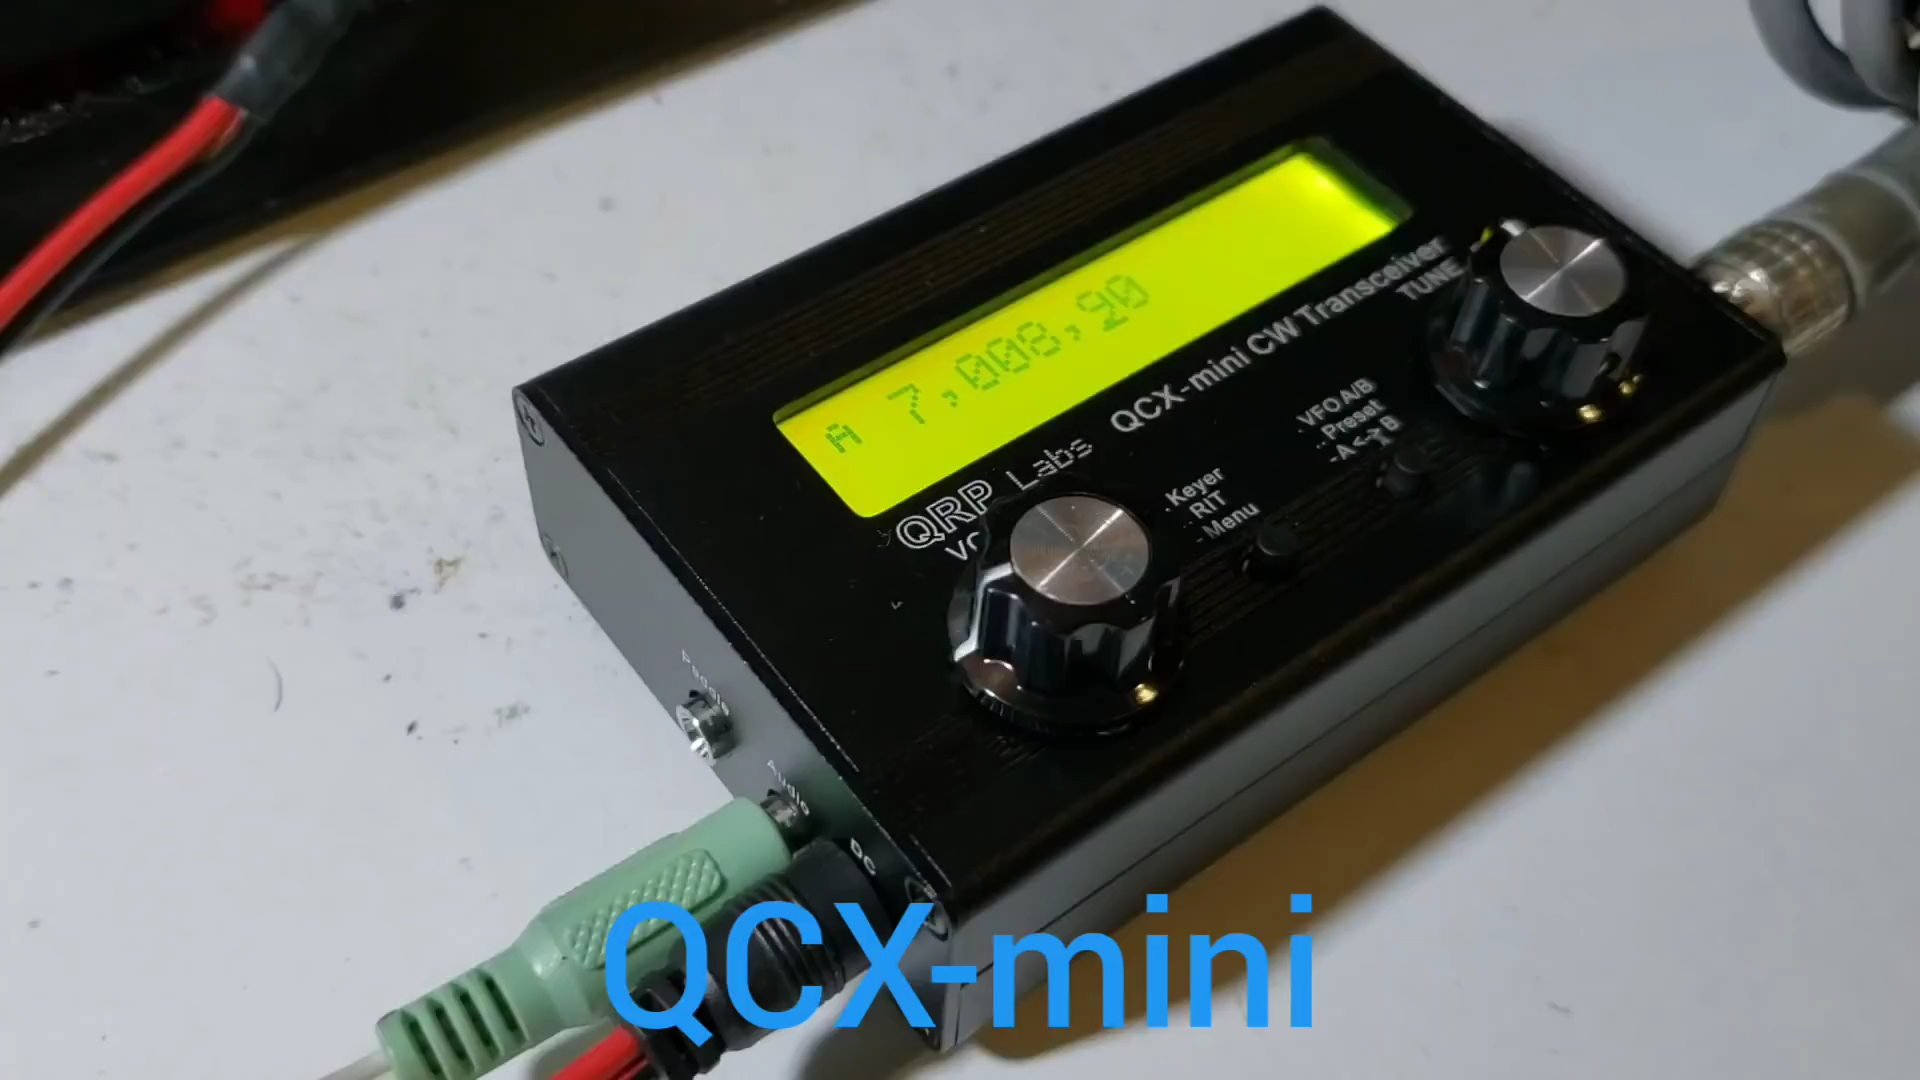 A 7,008,90
QRP Labs QCX-mini CW Transceiver
TUNE
VFO A/B
.. Preset
- A <-> B
. Keyer
.. RIT
- Menu
Paddle
Audio
DC
QCX-mini